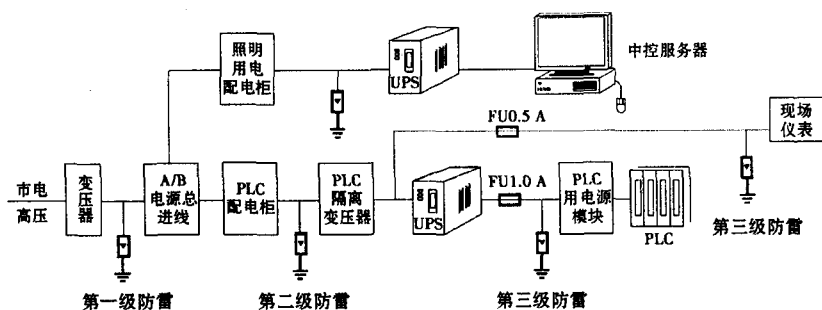 照明
用电
配电柜
UPS
中控服务器
FU0.5 A
现场
仪表
市电
高压
变压器
A/B
电源总
进线
PLC
配电柜
PLC
隔离
变压器
UPS
FU1.0 A
PLC
用电源
模块
PLC
第三级防雷
第一级防雷
第二级防雷
第三级防雷